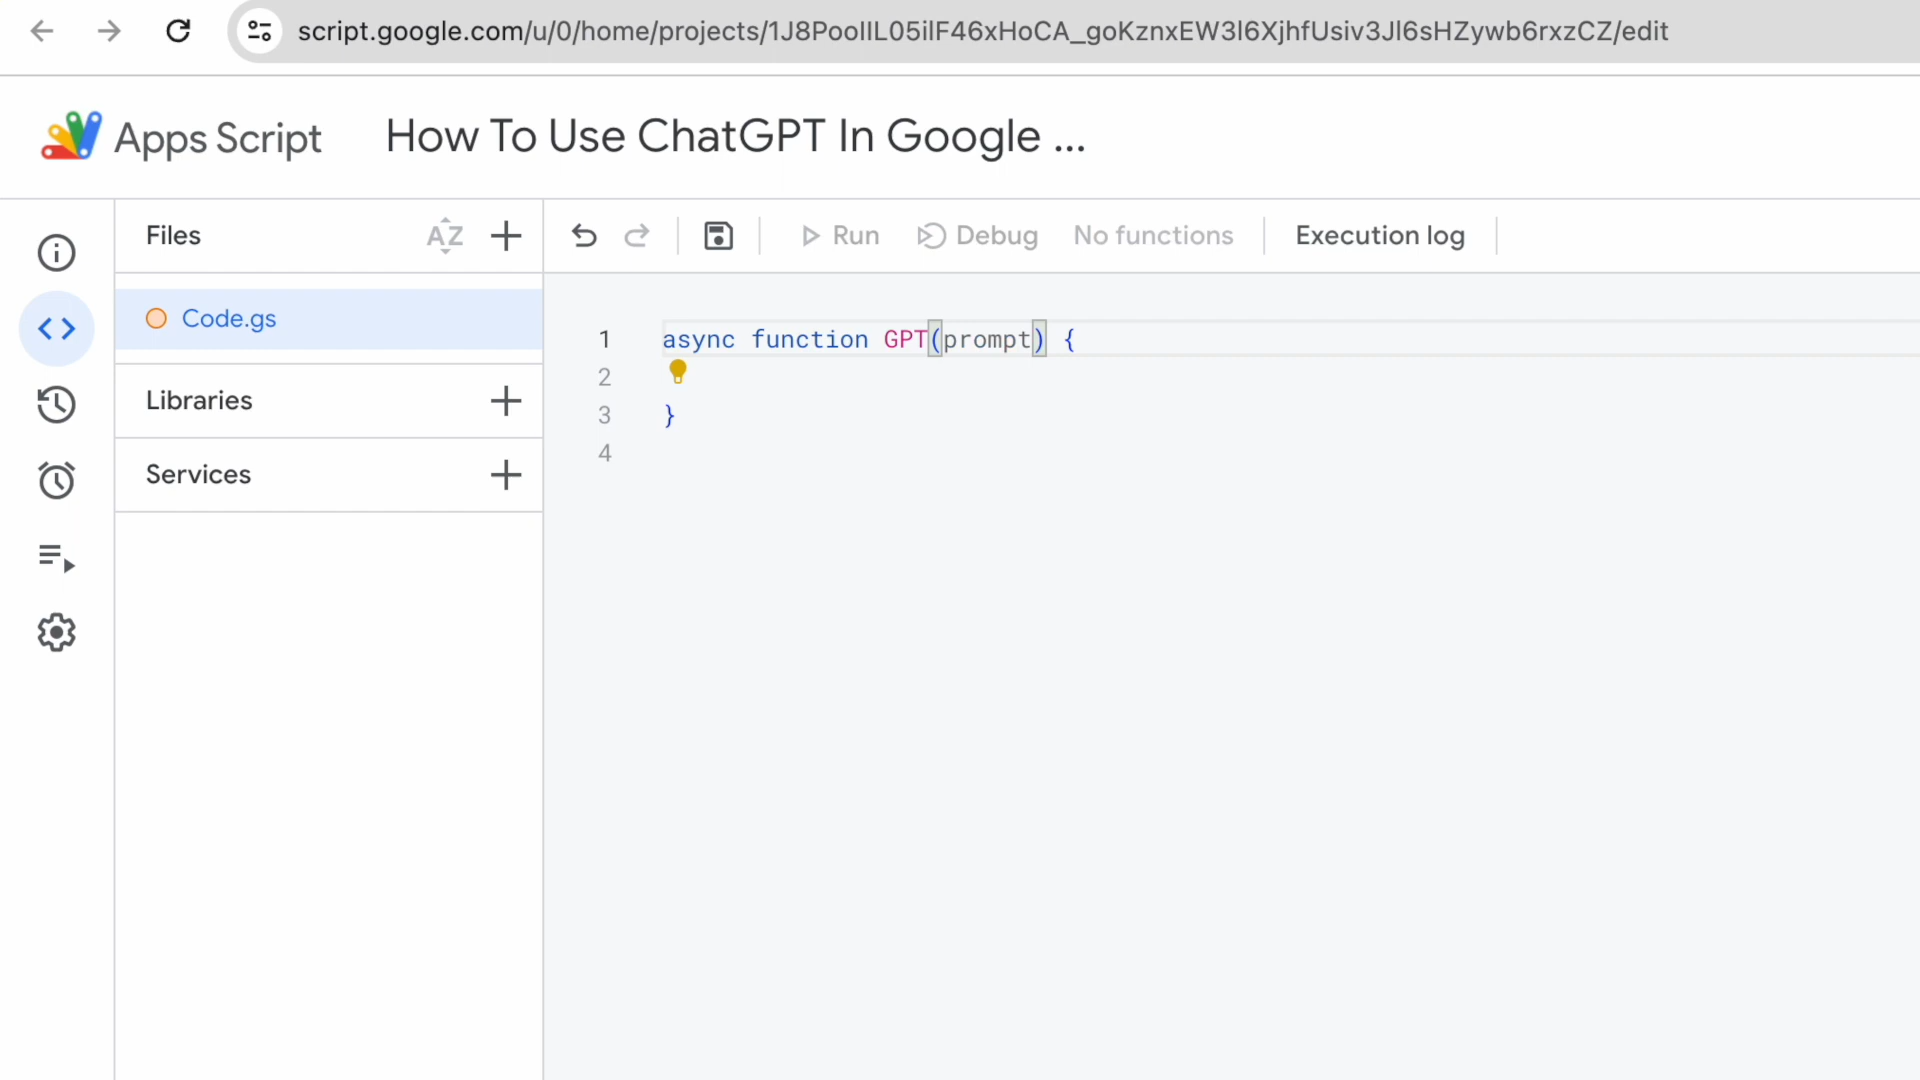 script.google.com/u/0/home/projects/1J8PooIIL05ilF46xHoCA_goKznxEW3l6XjhfUsiv3Jl6sHZywb6rxzCZ/edit
Apps Script How To Use ChatGPT In Google ...
Files AZ Run Debug No functions Execution log
Code.gs
Libraries
Services
1 async function GPT(prompt) {
2
3 }
4